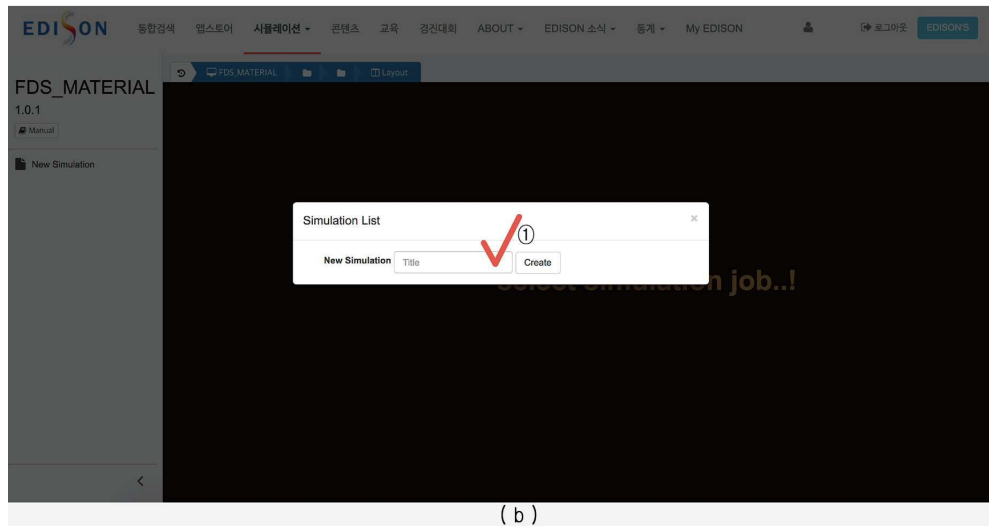 EDISON 통합검색 앱스토어 시뮬레이션 콘텐츠 교육 경진대회 ABOUT EDISON 소식 통계 My EDISON 로그아웃 EDISON'S
FDS_MATERIAL Layout
FDS_MATERIAL
1.0.1
Manual
New Simulation
Simulation List ×
①
New Simulation Title Create
Select Simulation job..!
(b)